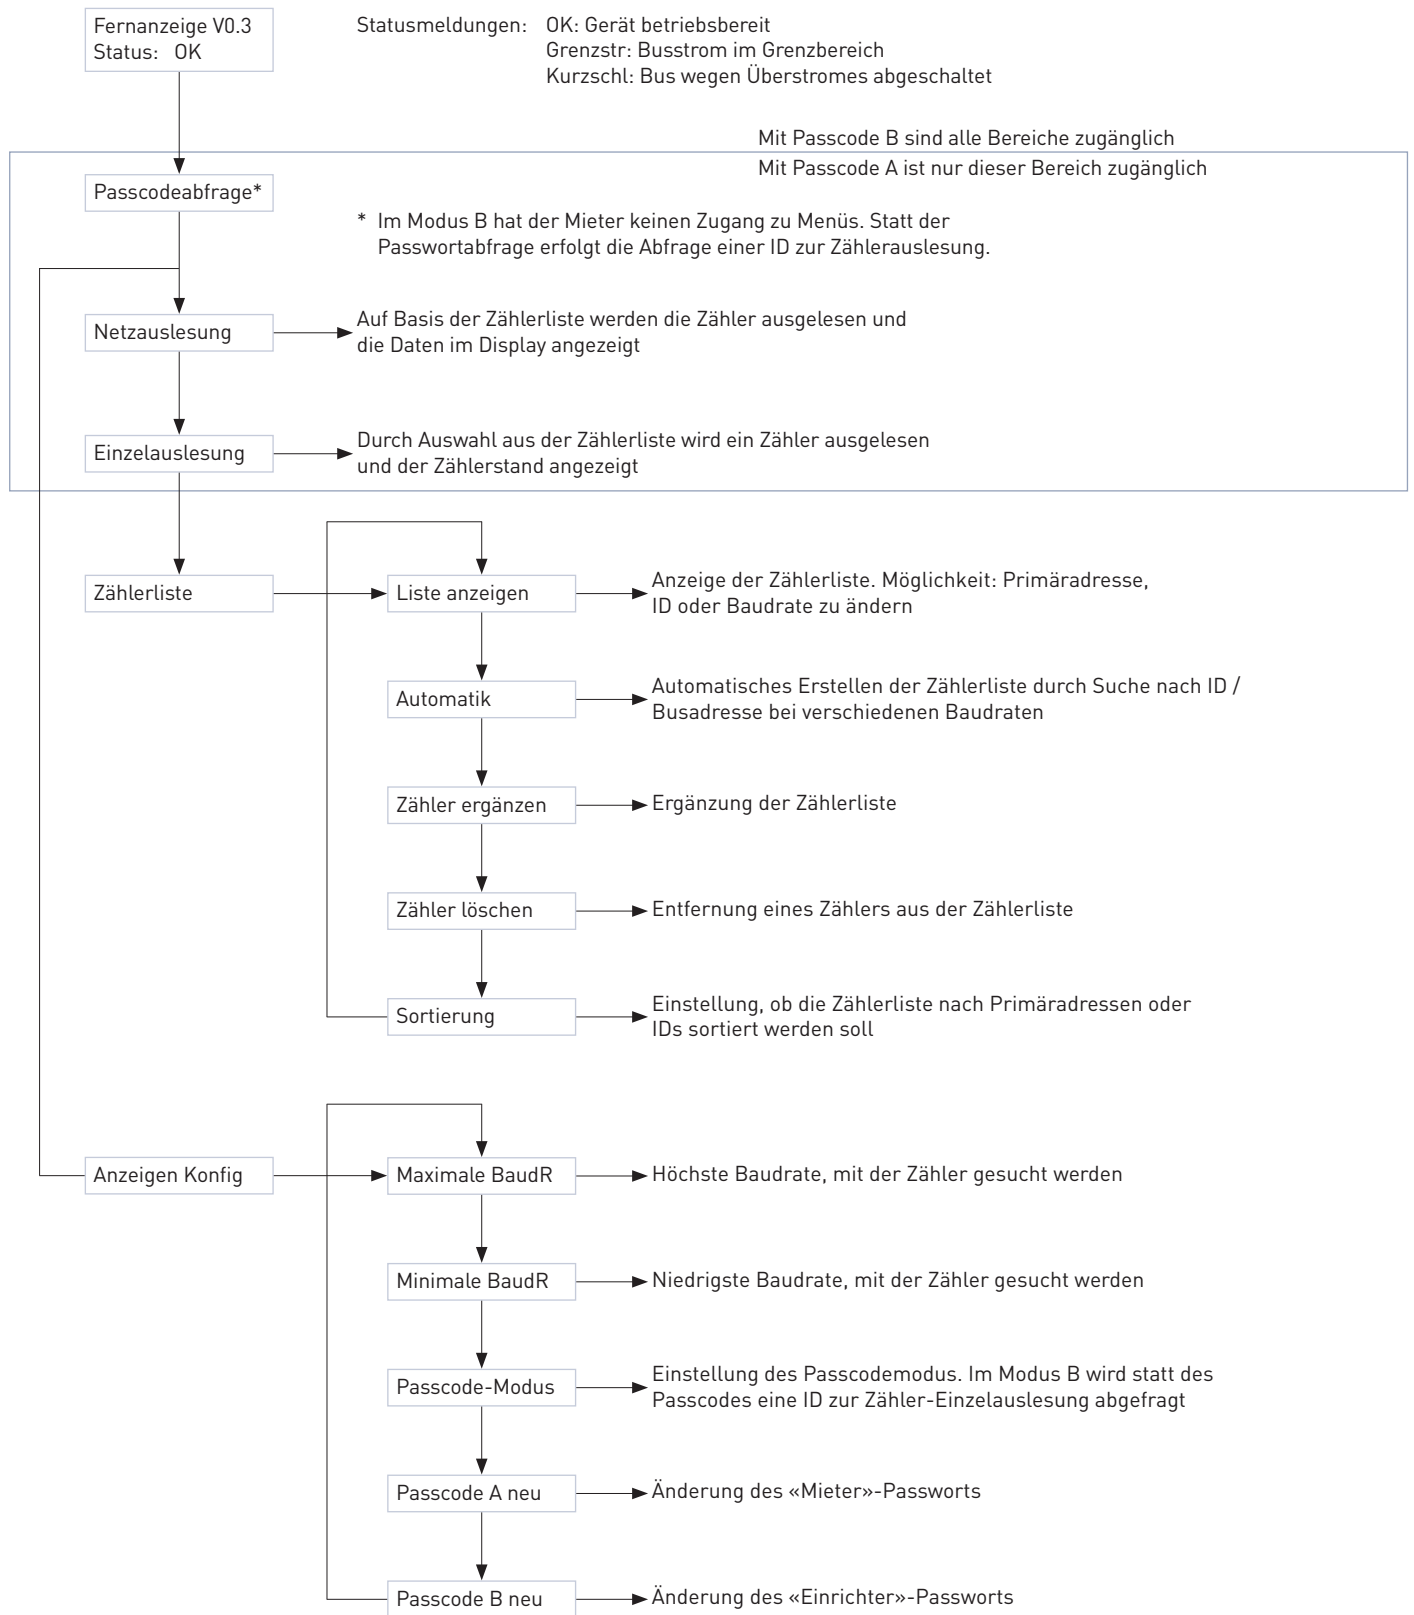 Fernanzeige V0.3
Status: OK
Statusmeldungen: OK: Gerät betriebsbereit
Grenzstr: Busstrom im Grenzbereich
Kurzschl: Bus wegen Überstromes abgeschaltet
Mit Passcode B sind alle Bereiche zugänglich
Mit Passcode A ist nur dieser Bereich zugänglich
Passcodeabfrage*
* Im Modus B hat der Mieter keinen Zugang zu Menüs. Statt der
Passwortabfrage erfolgt die Abfrage einer ID zur Zählerauslesung.
Netzauslesung
Auf Basis der Zählerliste werden die Zähler ausgelesen und
die Daten im Display angezeigt
Einzelauslesung
Durch Auswahl aus der Zählerliste wird ein Zähler ausgelesen
und der Zählerstand angezeigt
Zählerliste
Liste anzeigen
Anzeige der Zählerliste. Möglichkeit: Primäradresse,
ID oder Baudrate zu ändern
Automatik
Automatisches Erstellen der Zählerliste durch Suche nach ID /
Busadresse bei verschiedenen Baudraten
Zähler ergänzen
Ergänzung der Zählerliste
Zähler löschen
Entfernung eines Zählers aus der Zählerliste
Sortierung
Einstellung, ob die Zählerliste nach Primäradressen oder
IDs sortiert werden soll
Anzeigen Konfig
Maximale BaudR
Höchste Baudrate, mit der Zähler gesucht werden
Minimale BaudR
Niedrigste Baudrate, mit der Zähler gesucht werden
Passcode-Modus
Einstellung des Passcodemodus. Im Modus B wird statt des
Passcodes eine ID zur Zähler-Einzelauslesung abgefragt
Passcode A neu
Änderung des «Mieter»-Passworts
Passcode B neu
Änderung des «Einrichter»-Passworts